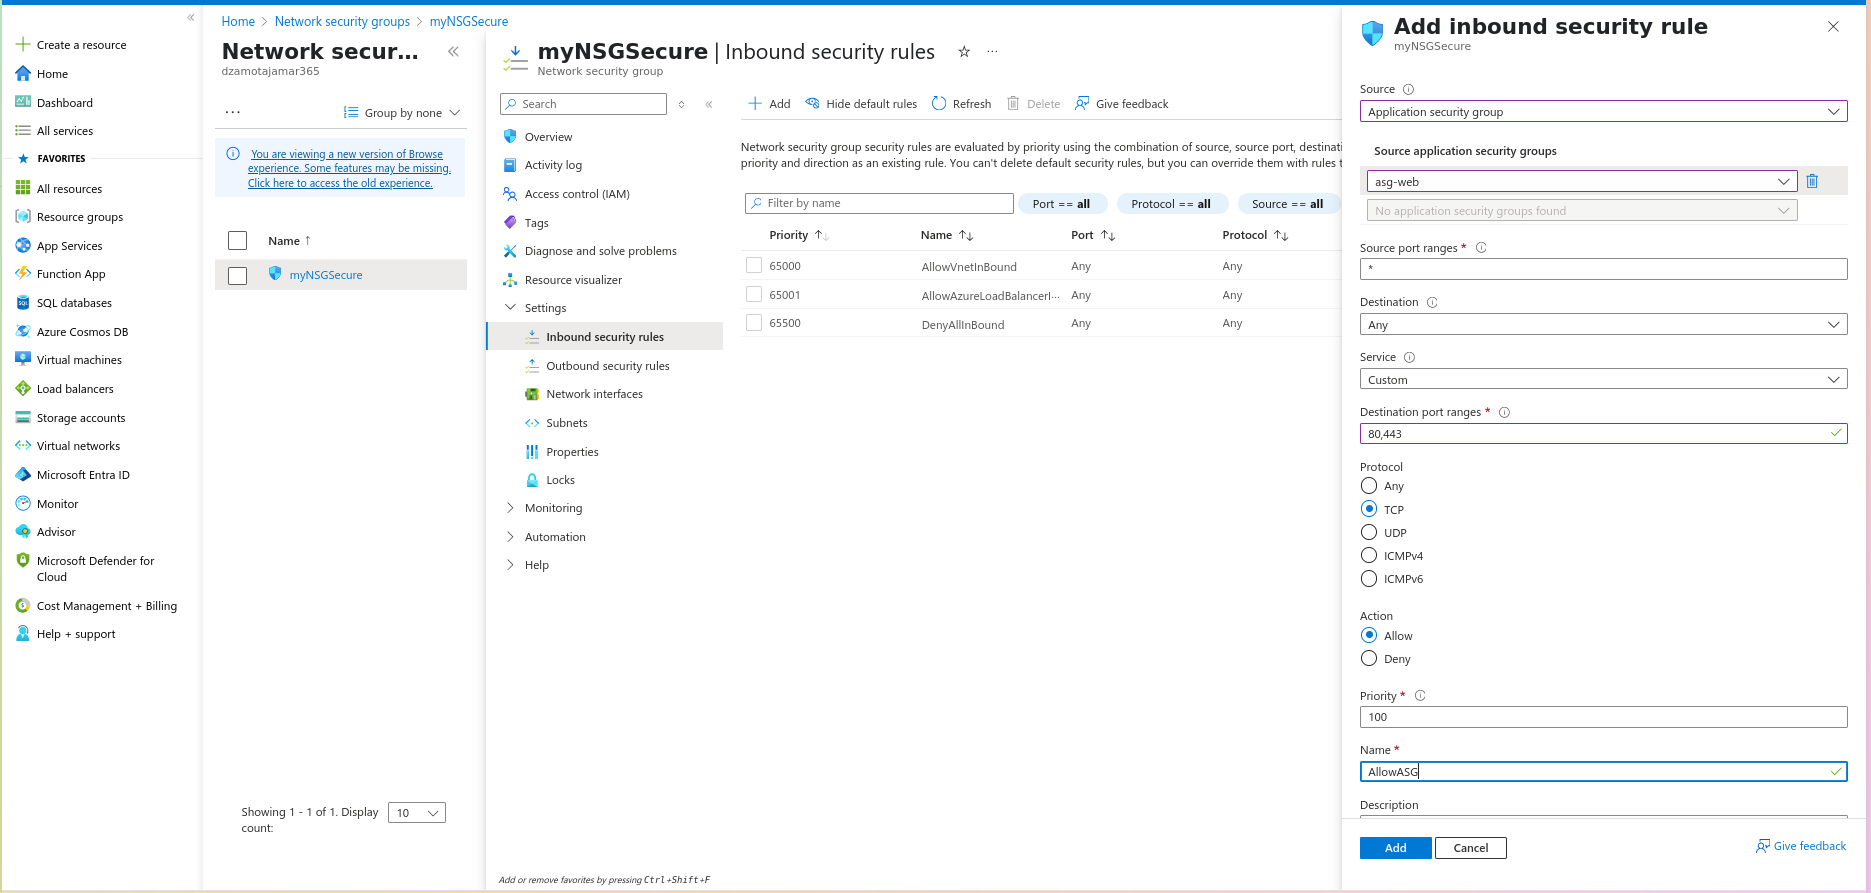 Create a resource
Home
Dashboard
All services
FAVORITES
All resources
Resource groups
App Services
Function App
SQL databases
Azure Cosmos DB
Virtual machines
Load balancers
Storage accounts
Virtual networks
Microsoft Entra ID
Monitor
Advisor
Microsoft Defender for
Cloud
Cost Management + Billing
Help + support
Home > Network security groups > myNSGSecure
Network secur...
dzamotajamar365
Group by none
You are viewing a new version of Browse
experience. Some features may be missing.
Click here to access the old experience.
Name ↑
myNSGSecure
Showing 1 - 1 of 1. Display
count:
10
myNSGSecure | Inbound security rules
Network security group
Search
Overview
Activity log
Access control (IAM)
Tags
Diagnose and solve problems
Resource visualizer
Settings
Inbound security rules
Outbound security rules
Network interfaces
Subnets
Properties
Locks
Monitoring
Automation
Help
Add or remove favorites by pressing Ctrl+Shift+F
Add Hide default rules Refresh Delete Give feedback
Network security group security rules are evaluated by priority using the combination of source, source port, destinati
priority and direction as an existing rule. You can't delete default security rules, but you can override them with rules t
Filter by name Port == all Protocol == all Source == all
Priority ↑↓ Name ↑↓ Port ↑↓ Protocol ↑↓
65000 AllowVnetInBound Any Any
65001 AllowAzureLoadBalancerI... Any Any
65500 DenyAllInBound Any Any
Add inbound security rule
myNSGSecure
Source
Application security group
Source application security groups
asg-web
No application security groups found
Source port ranges *
*
Destination
Any
Service
Custom
Destination port ranges *
80,443
Protocol
Any
TCP
UDP
ICMPv4
ICMPv6
Action
Allow
Deny
Priority *
100
Name *
AllowASG
Description
Add Cancel Give feedback